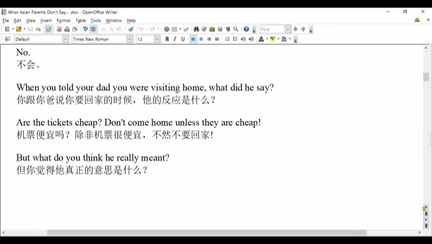 What Asian Parents Don't Say... .doc - OpenOffice Writer
File Edit View Insert Format Table Tools Window Help
Default Times New Roman 12
No.
不会。
When you told your dad you were visiting home, what did he say?
你跟你爸说你要回家的时候，他的反应是什么？
Are the tickets cheap? Don't come home unless they are cheap!
机票便宜吗？除非机票很便宜，不然不要回家！
But what do you think he really meant?
但你觉得他真正的意思是什么？